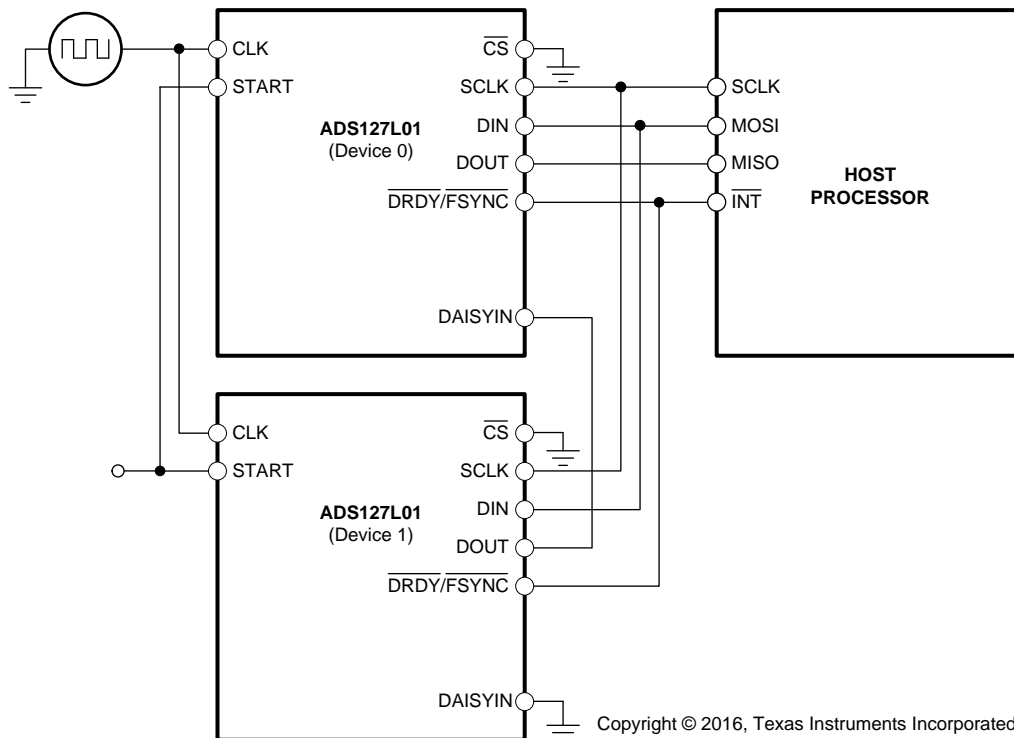 CLK
START
ADS127L01
(Device 0)
CS
SCLK
DIN
DOUT
DRDY/FSYNC
DAISYIN
SCLK
MOSI
MISO
INT
HOST
PROCESSOR
CLK
START
ADS127L01
(Device 1)
CS
SCLK
DIN
DOUT
DRDY/FSYNC
DAISYIN
Copyright © 2016, Texas Instruments Incorporated